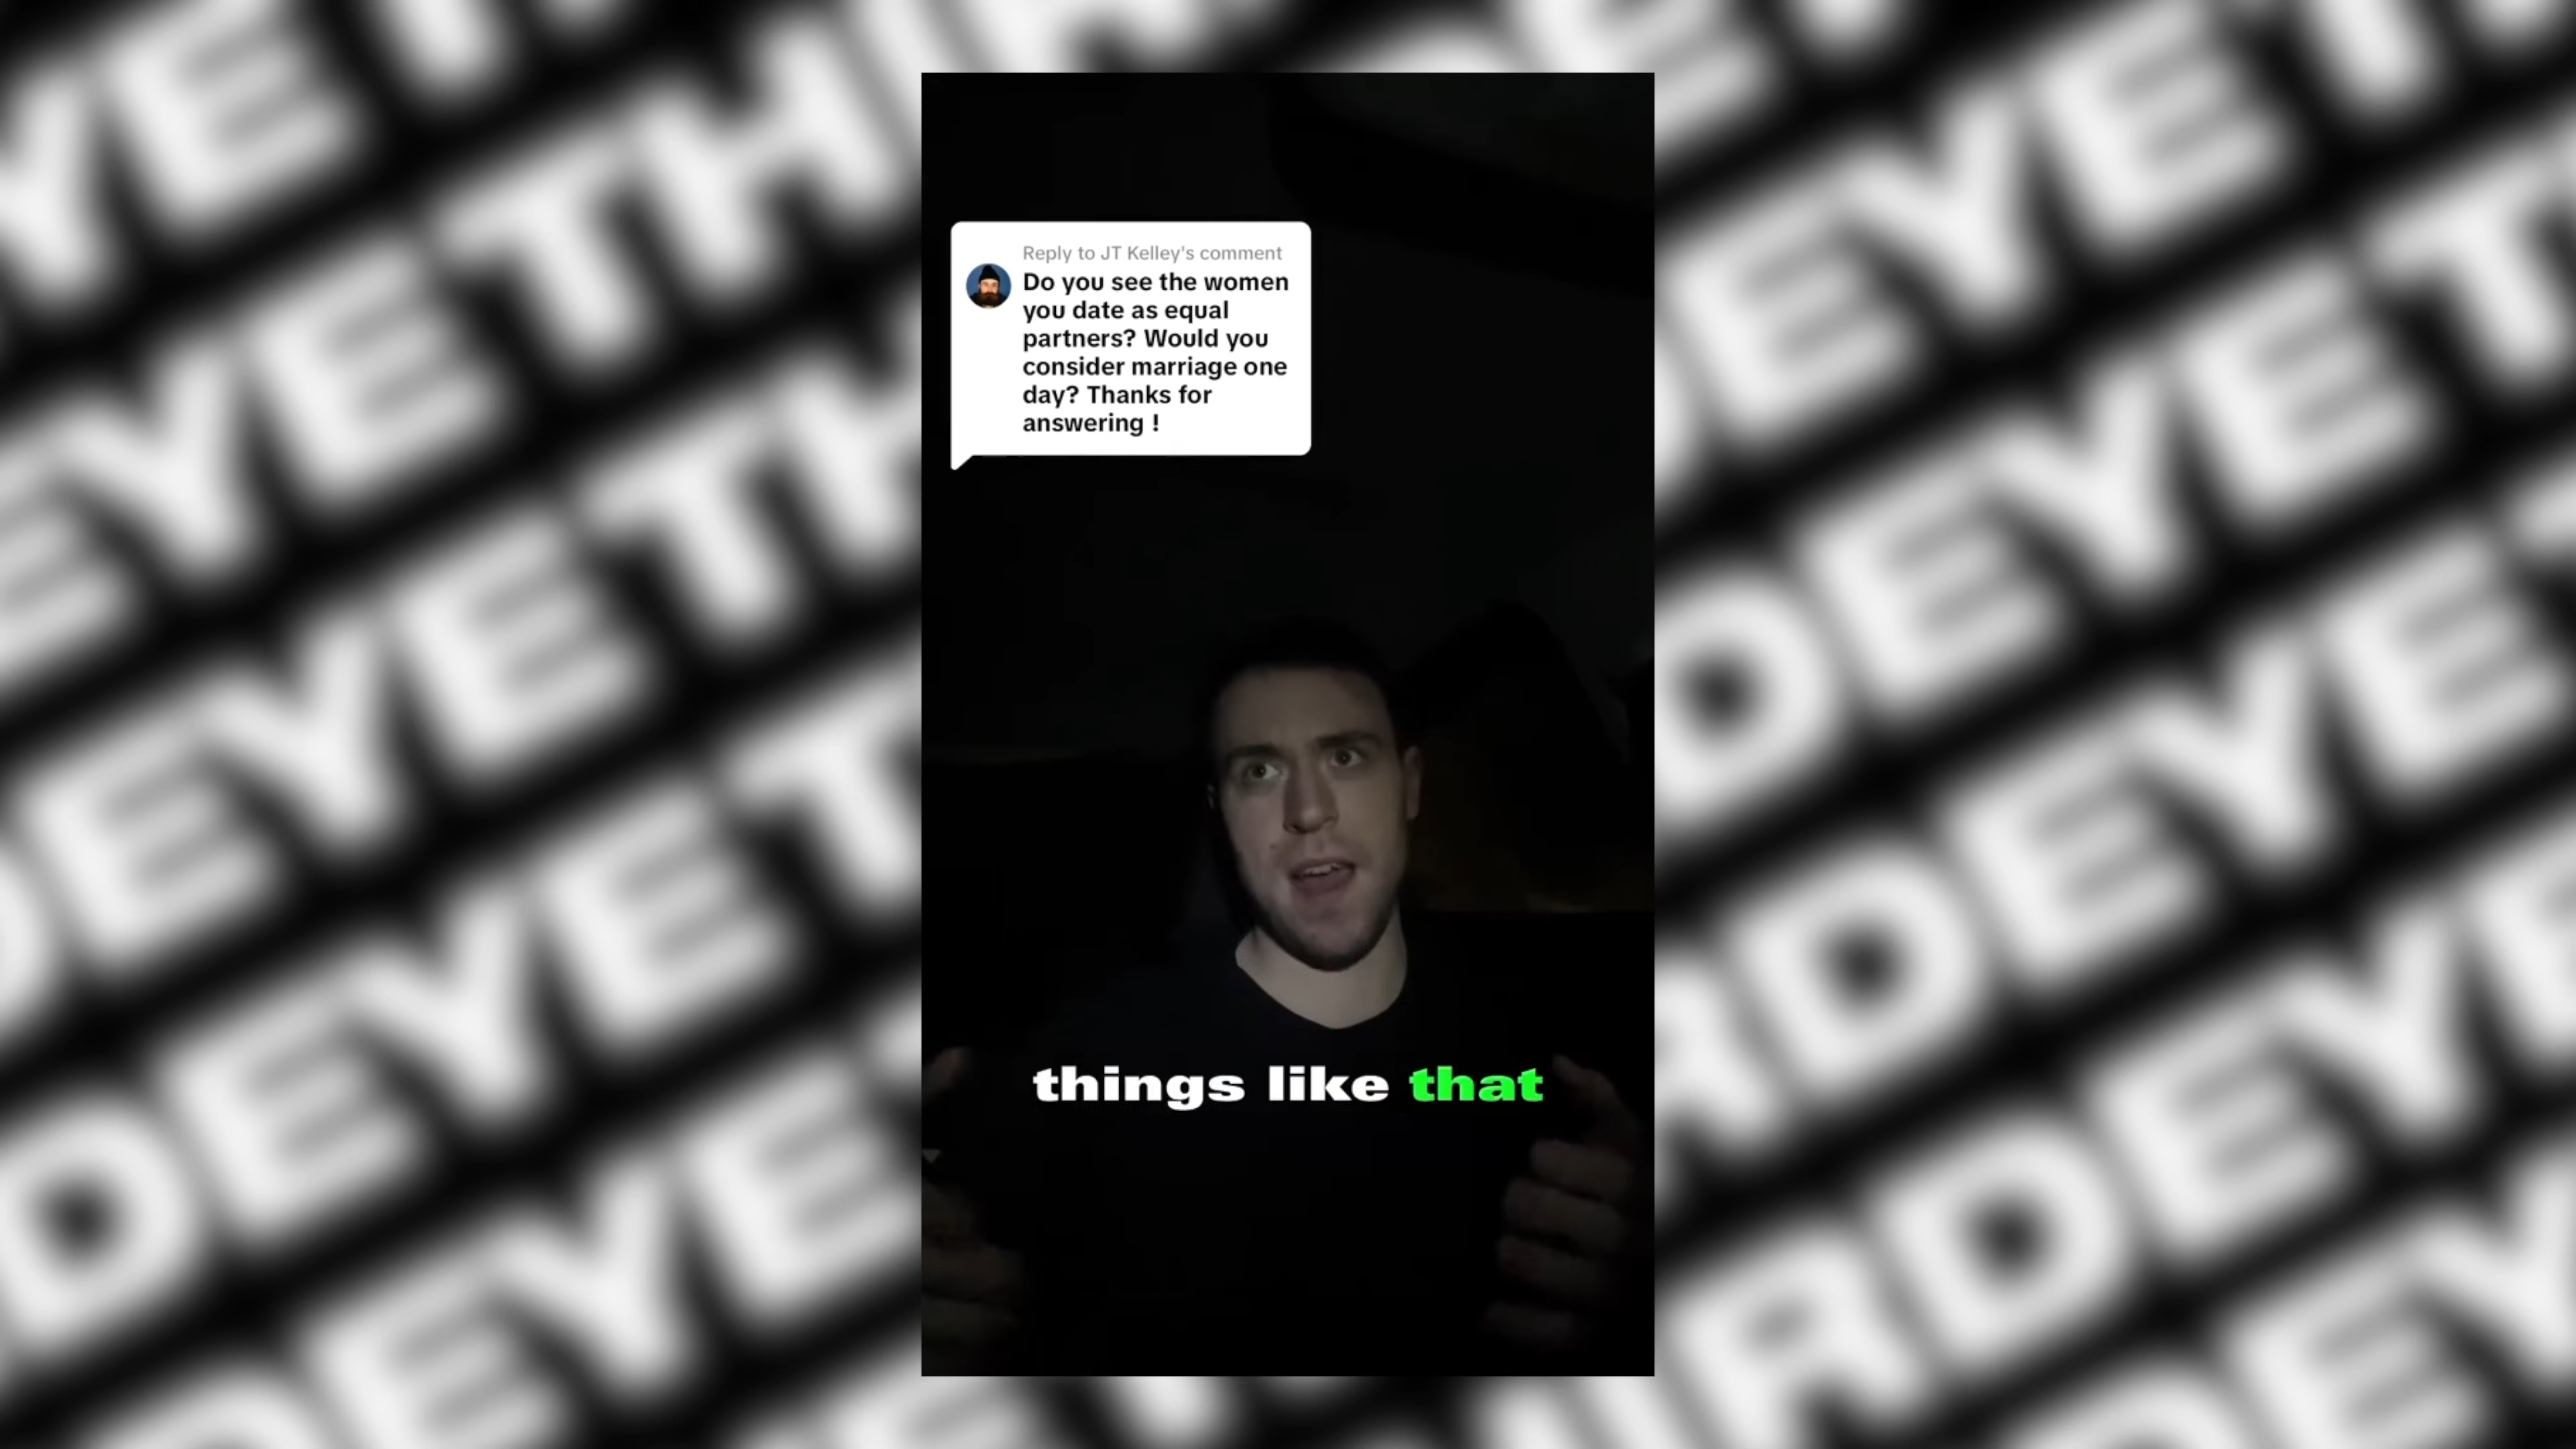 Reply to JT Kelley's comment
Do you see the women
you date as equal
partners? Would you
consider marriage one
day? Thanks for
answering !
things like that